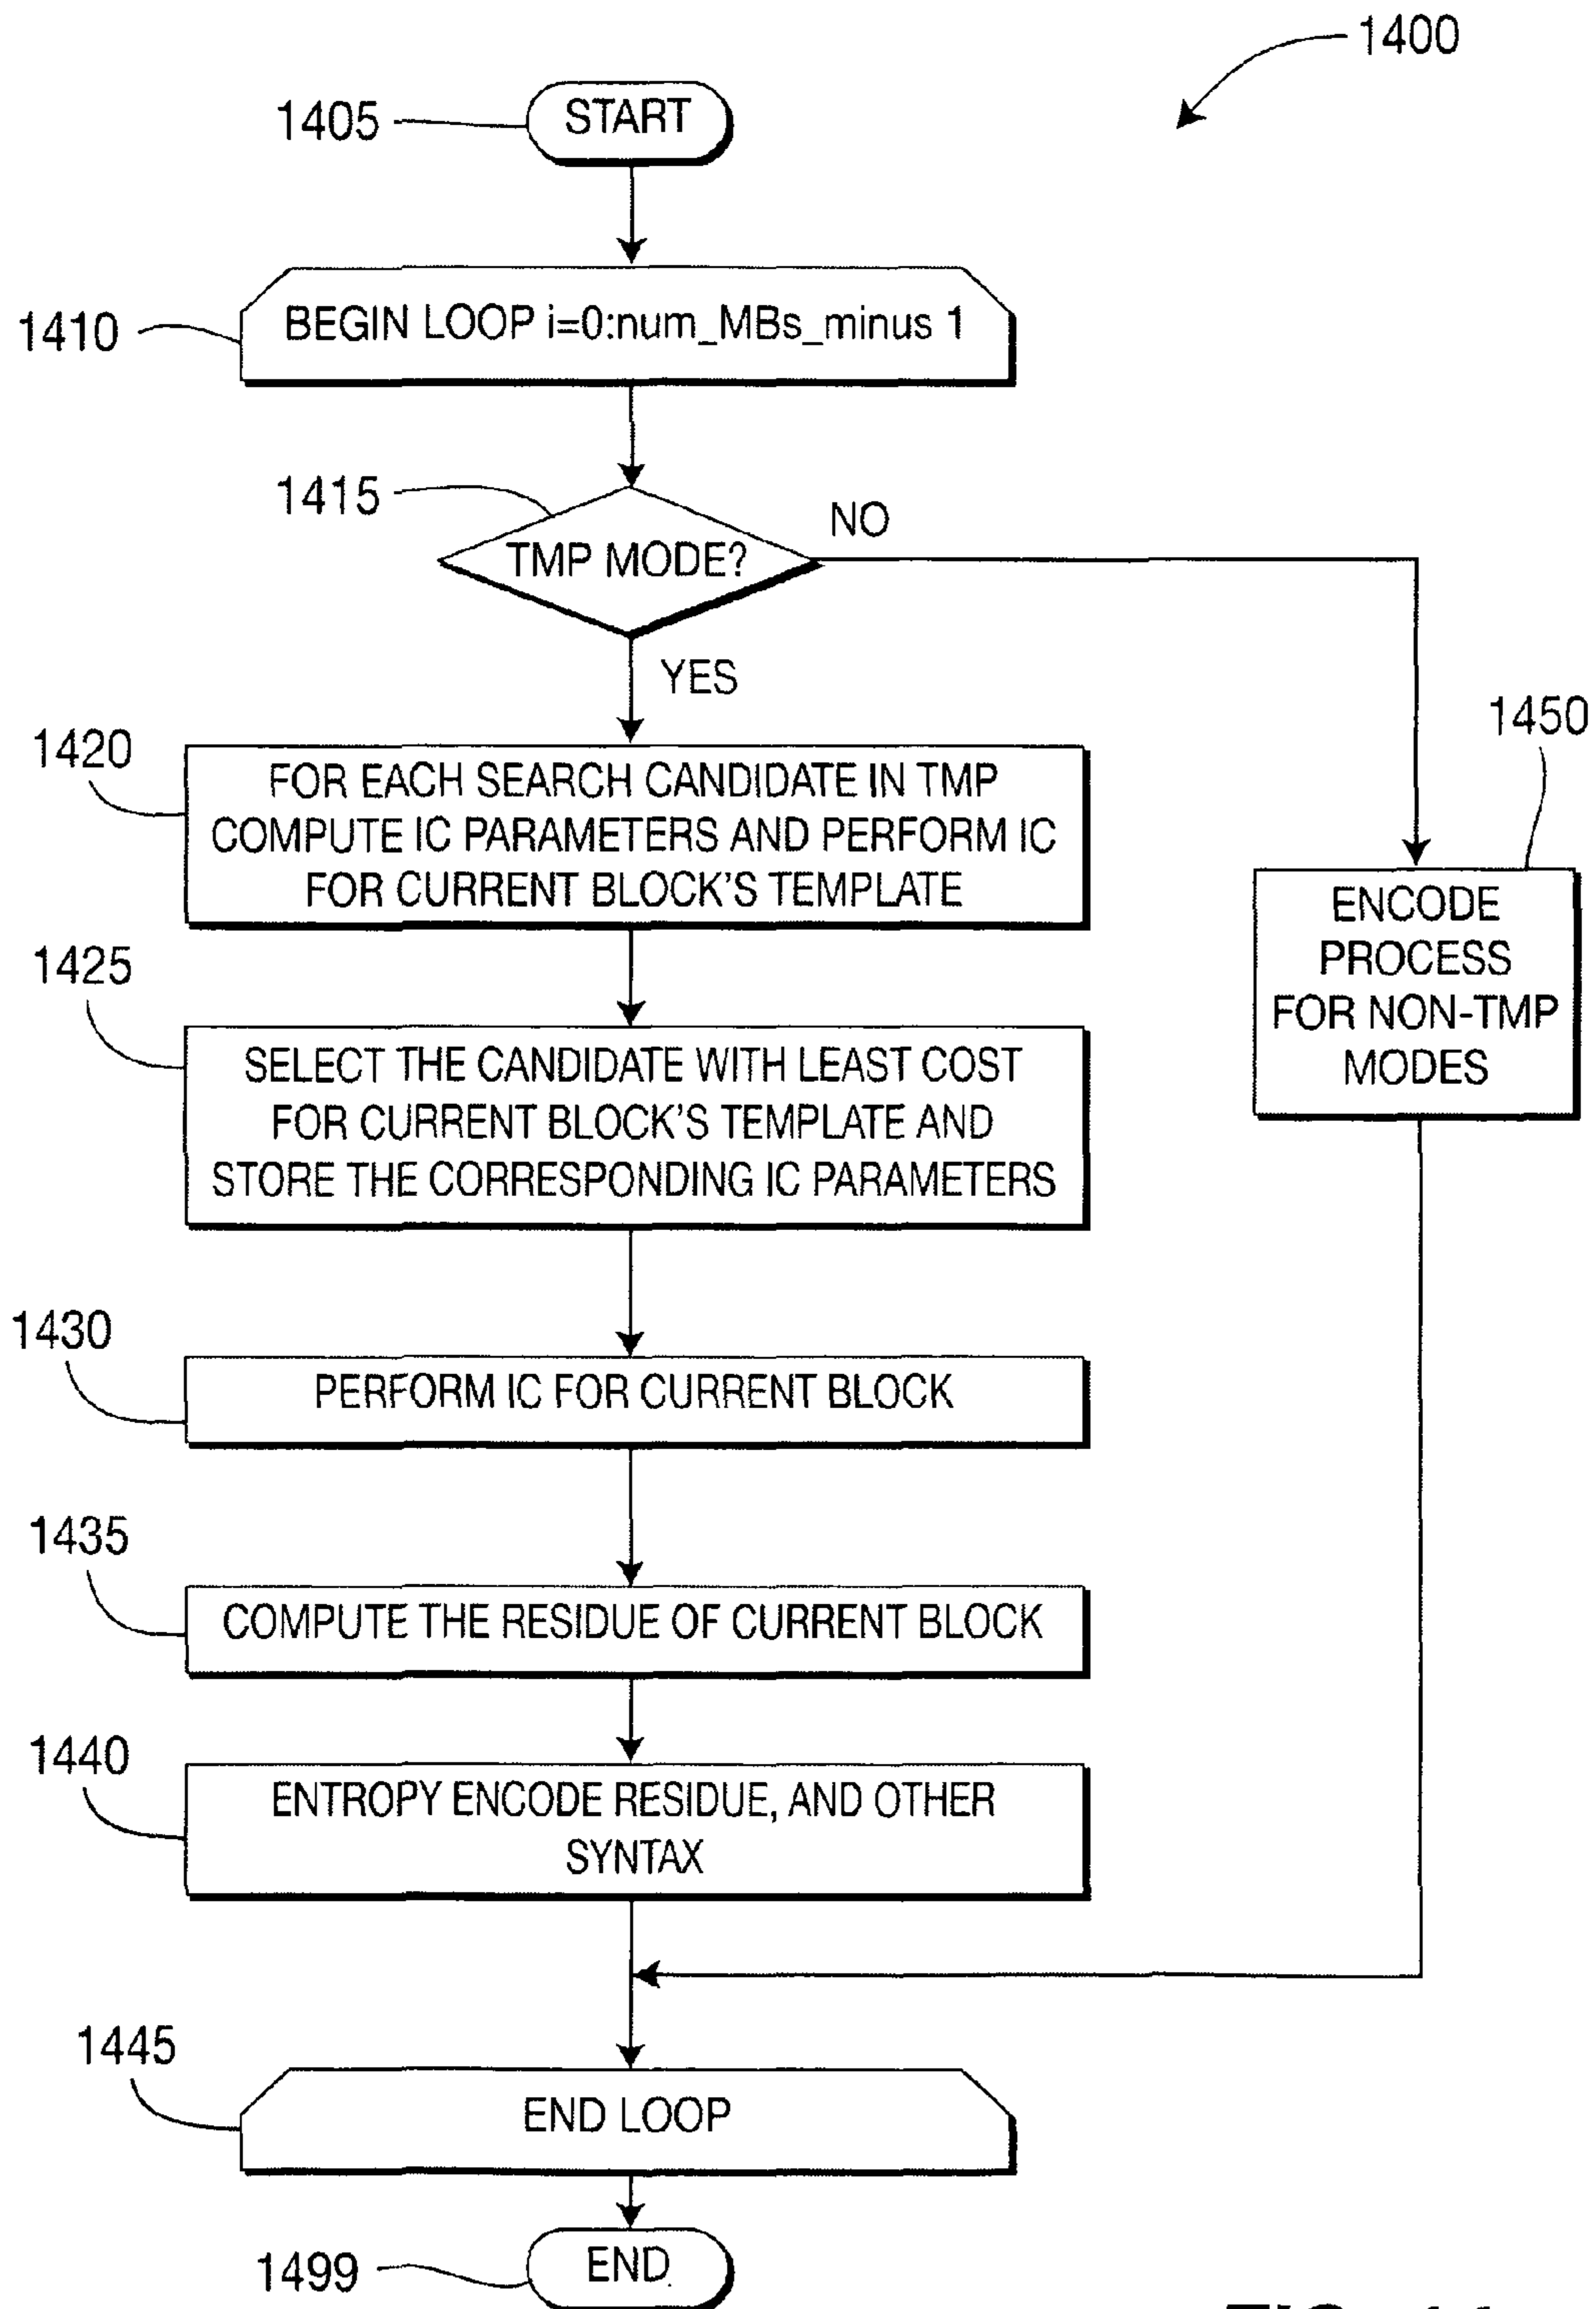 1400
1405
START
1410
BEGIN LOOP i=0:num_MBs_minus 1
1415
TMP MODE?
NO
YES
1420
FOR EACH SEARCH CANDIDATE IN TMP
COMPUTE IC PARAMETERS AND PERFORM IC
FOR CURRENT BLOCK'S TEMPLATE
1450
ENCODE
PROCESS
FOR NON-TMP
MODES
1425
SELECT THE CANDIDATE WITH LEAST COST
FOR CURRENT BLOCK'S TEMPLATE AND
STORE THE CORRESPONDING IC PARAMETERS
1430
PERFORM IC FOR CURRENT BLOCK
1435
COMPUTE THE RESIDUE OF CURRENT BLOCK
1440
ENTROPY ENCODE RESIDUE, AND OTHER
SYNTAX
1445
END LOOP
1499
END